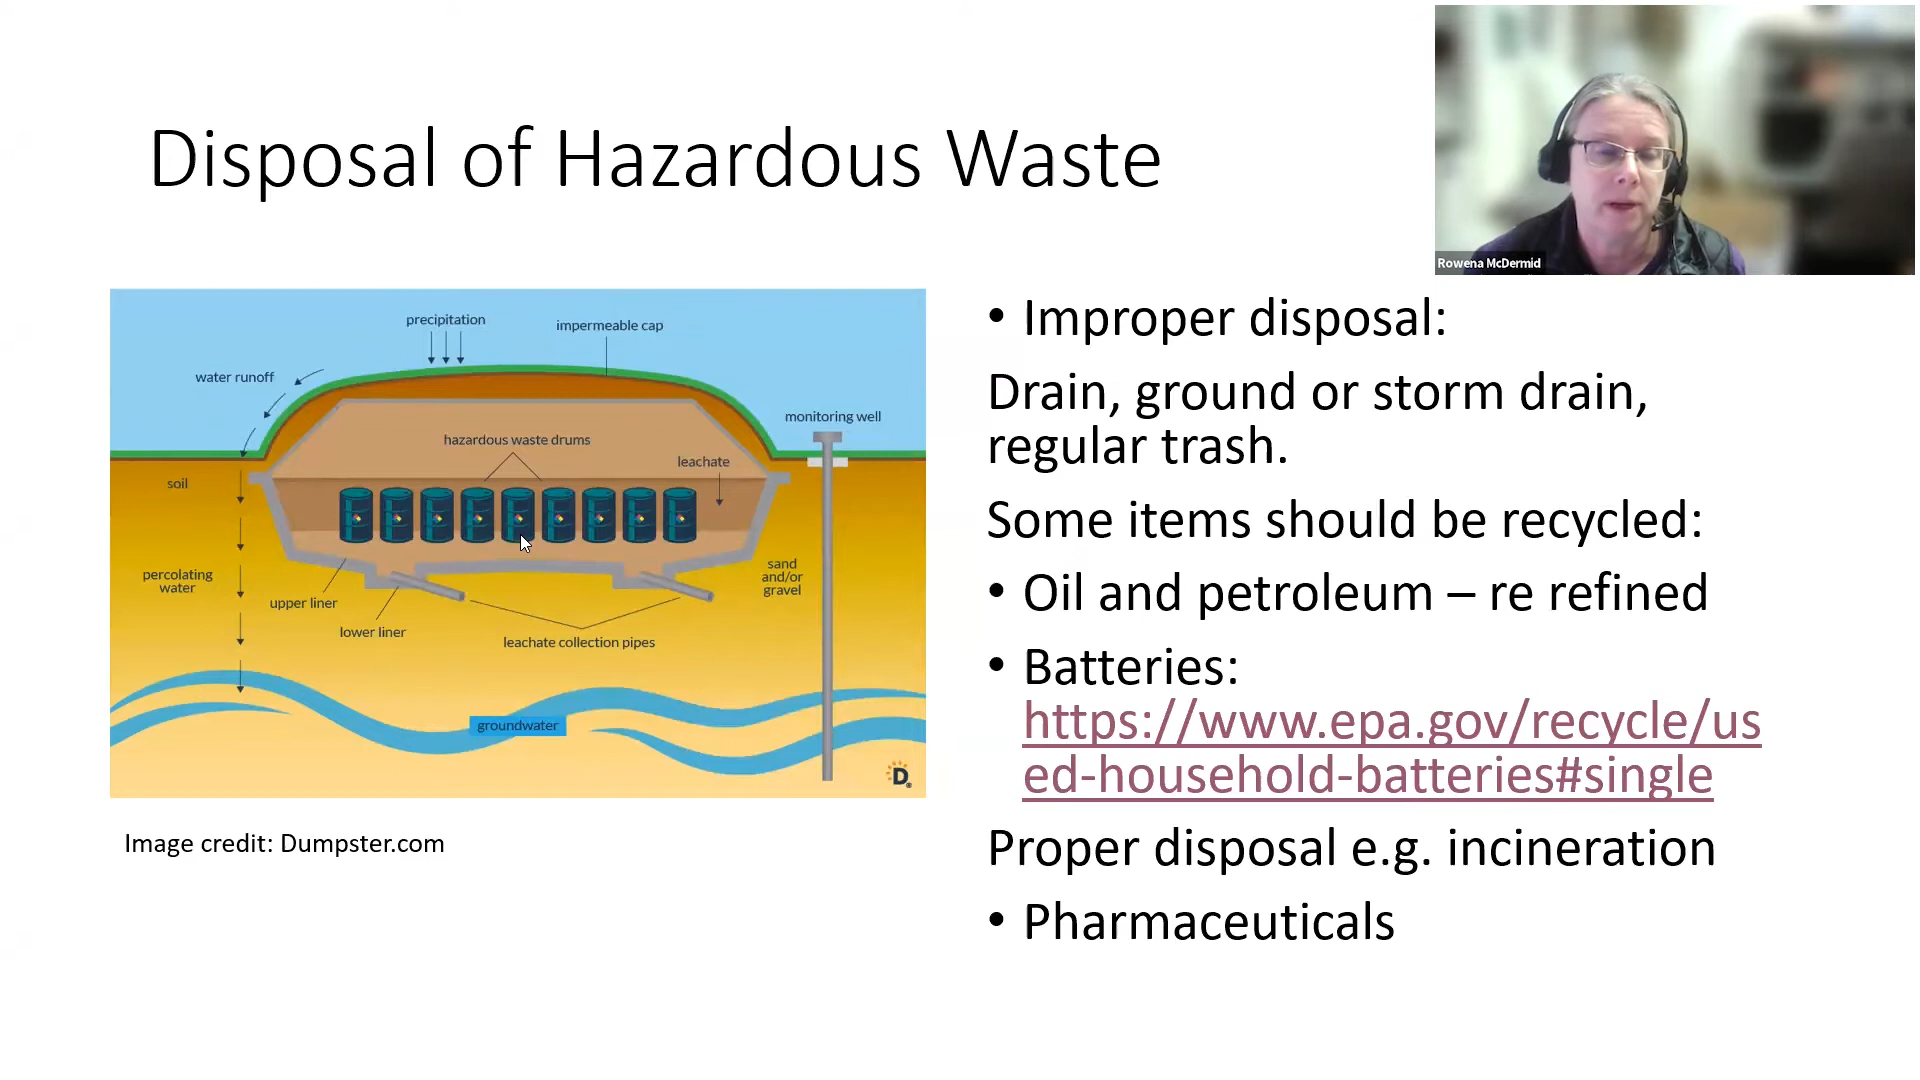 Disposal of Hazardous Waste
Rowena McDermid
precipitation
impermeable cap
water runoff
monitoring well
hazardous waste drums
leachate
soil
percolating
water
sand
and/or
gravel
upper liner
lower liner
leachate collection pipes
groundwater
D
Image credit: Dumpster.com
• Improper disposal:
Drain, ground or storm drain,
regular trash.
Some items should be recycled:
• Oil and petroleum – re refined
• Batteries:
https://www.epa.gov/recycle/us
ed-household-batteries#single
Proper disposal e.g. incineration
• Pharmaceuticals